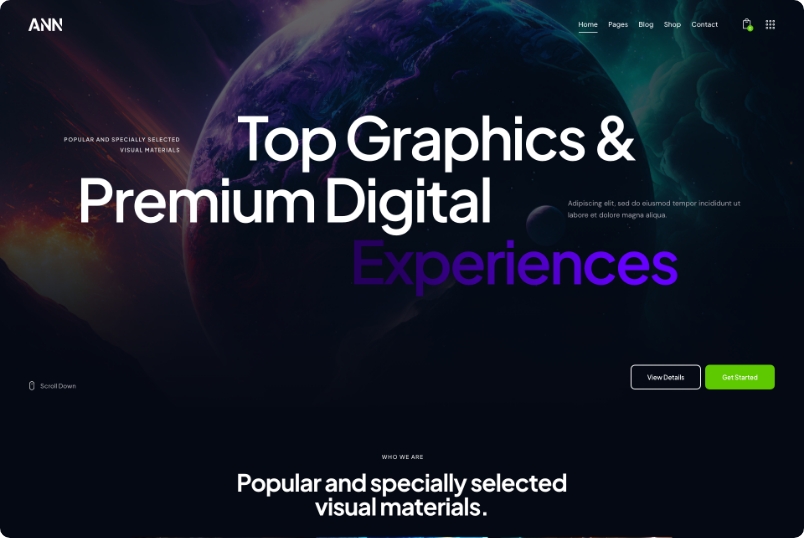 ANN
Home Pages Blog Shop Contact
POPULAR AND SPECIALLY SELECTED
VISUAL MATERIALS
Top Graphics &
Premium Digital
Adipiscing elit, sed do eiusmod tempor incididunt ut
labore et dolore magna aliqua.
Experiences
View Details
Get Started
Scroll Down
WHO WE ARE
Popular and specially selected
visual materials.